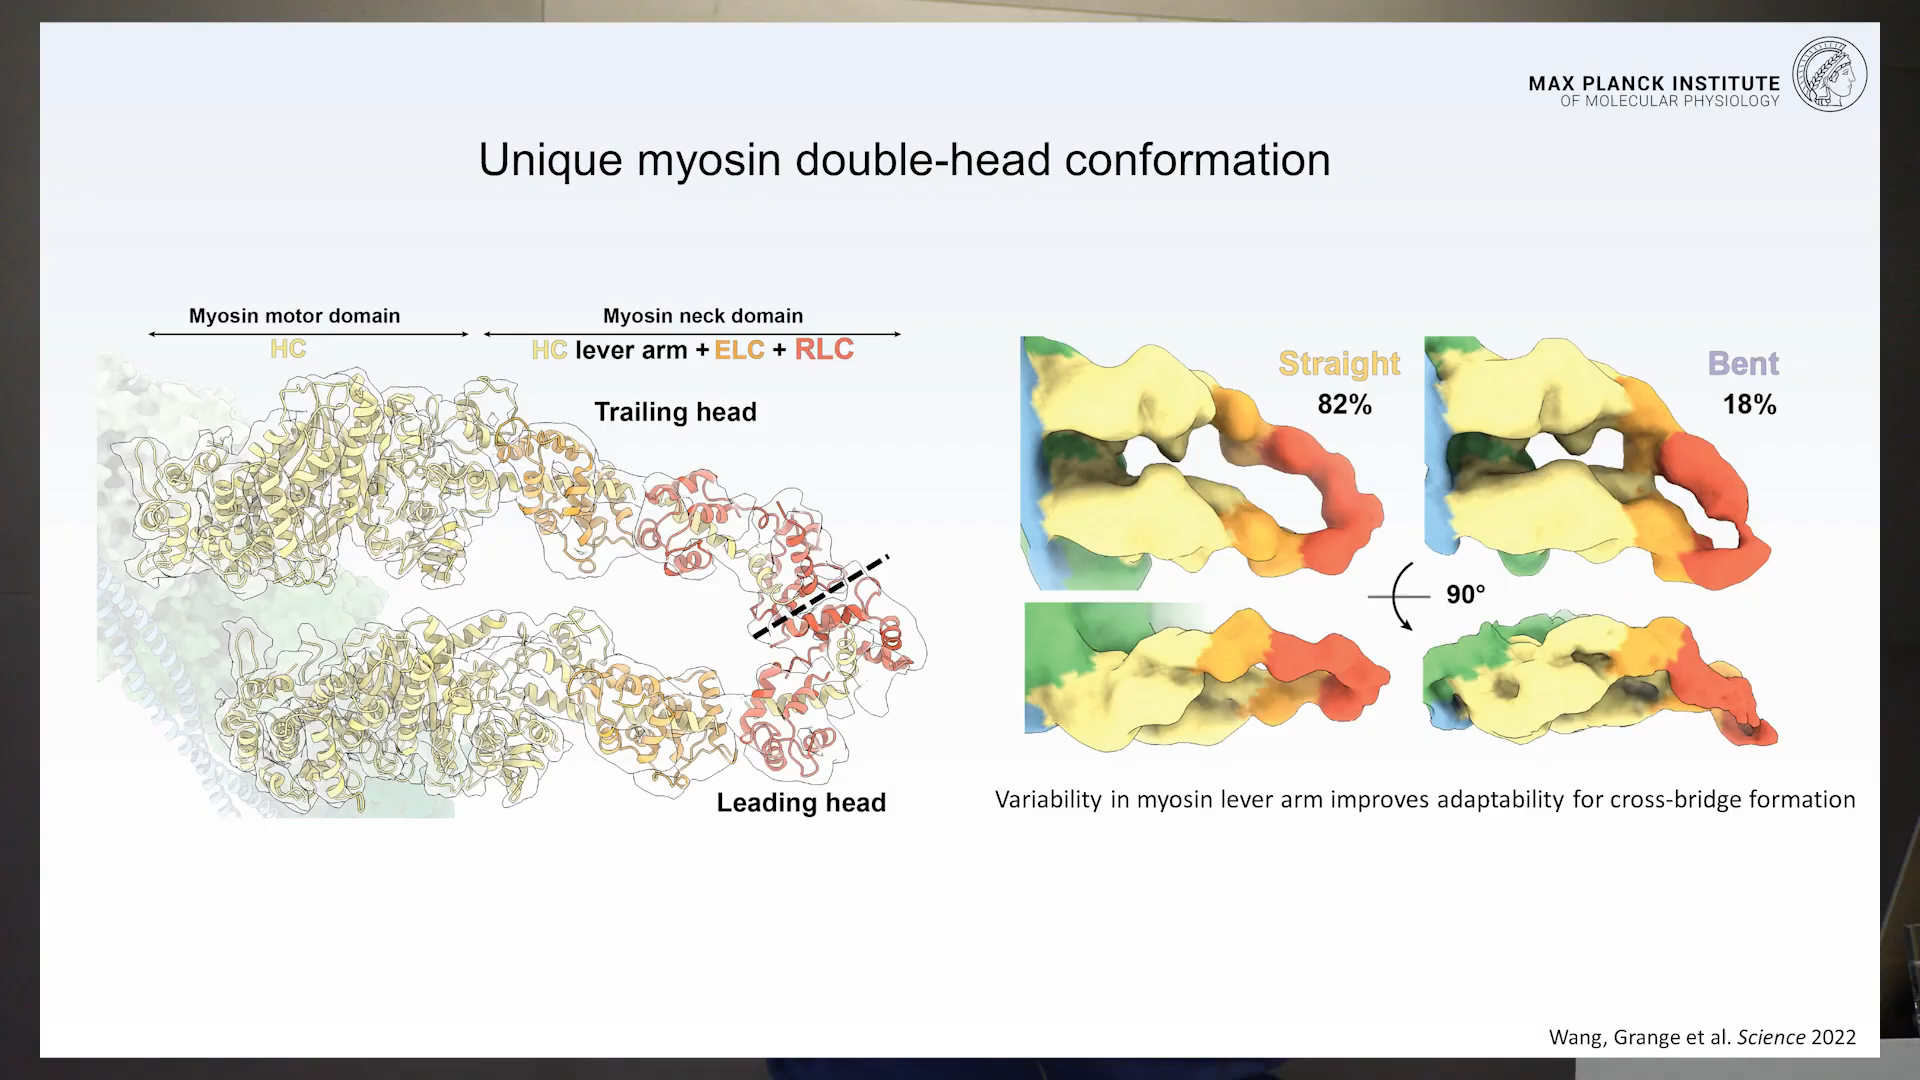 MAX PLANCK INSTITUTE
OF MOLECULAR PHYSIOLOGY
Unique myosin double-head conformation
Myosin motor domain
HC
Myosin neck domain
HC lever arm + ELC + RLC
Trailing head
Leading head
Straight
82%
Bent
18%
90°
Variability in myosin lever arm improves adaptability for cross-bridge formation
Wang, Grange et al. Science 2022